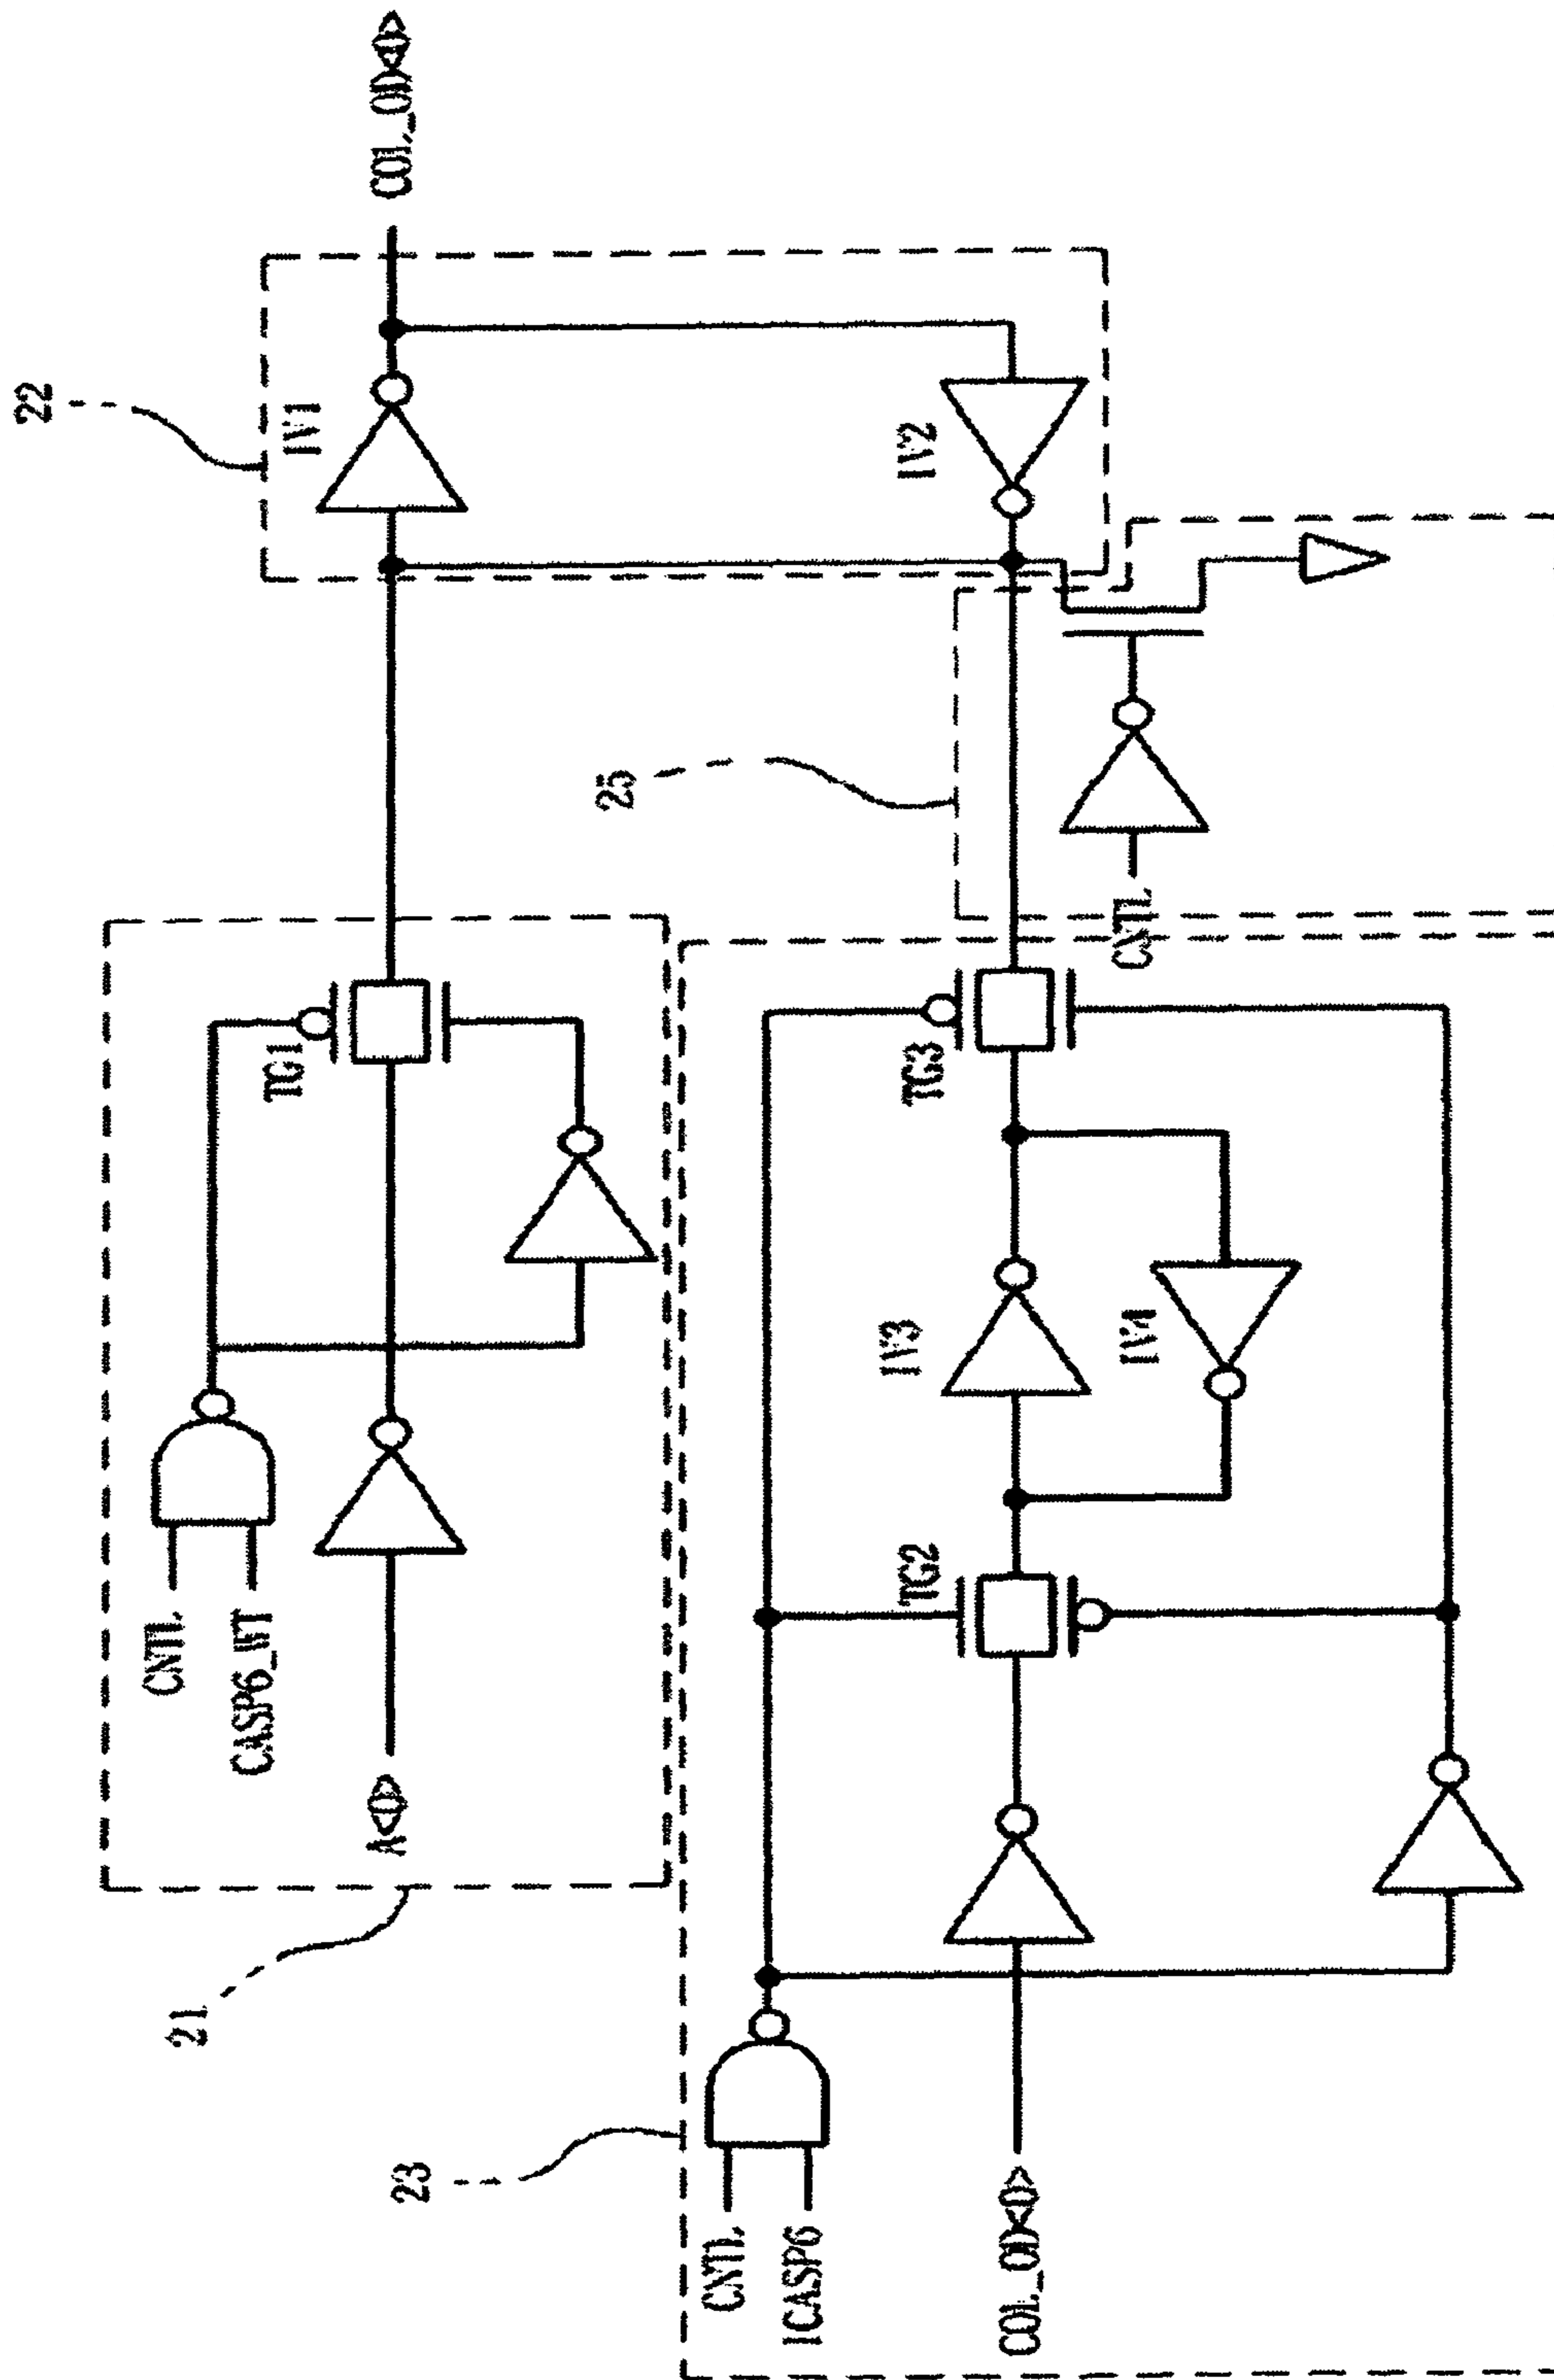 22
COL_OD<0>
IV1
IV2
25
CNTL
TG1
CNTL
CASP6_WT
A<0>
21
TG3
IV3
IV4
TG2
23
CNTL
ICASP6
COL_OD<0>